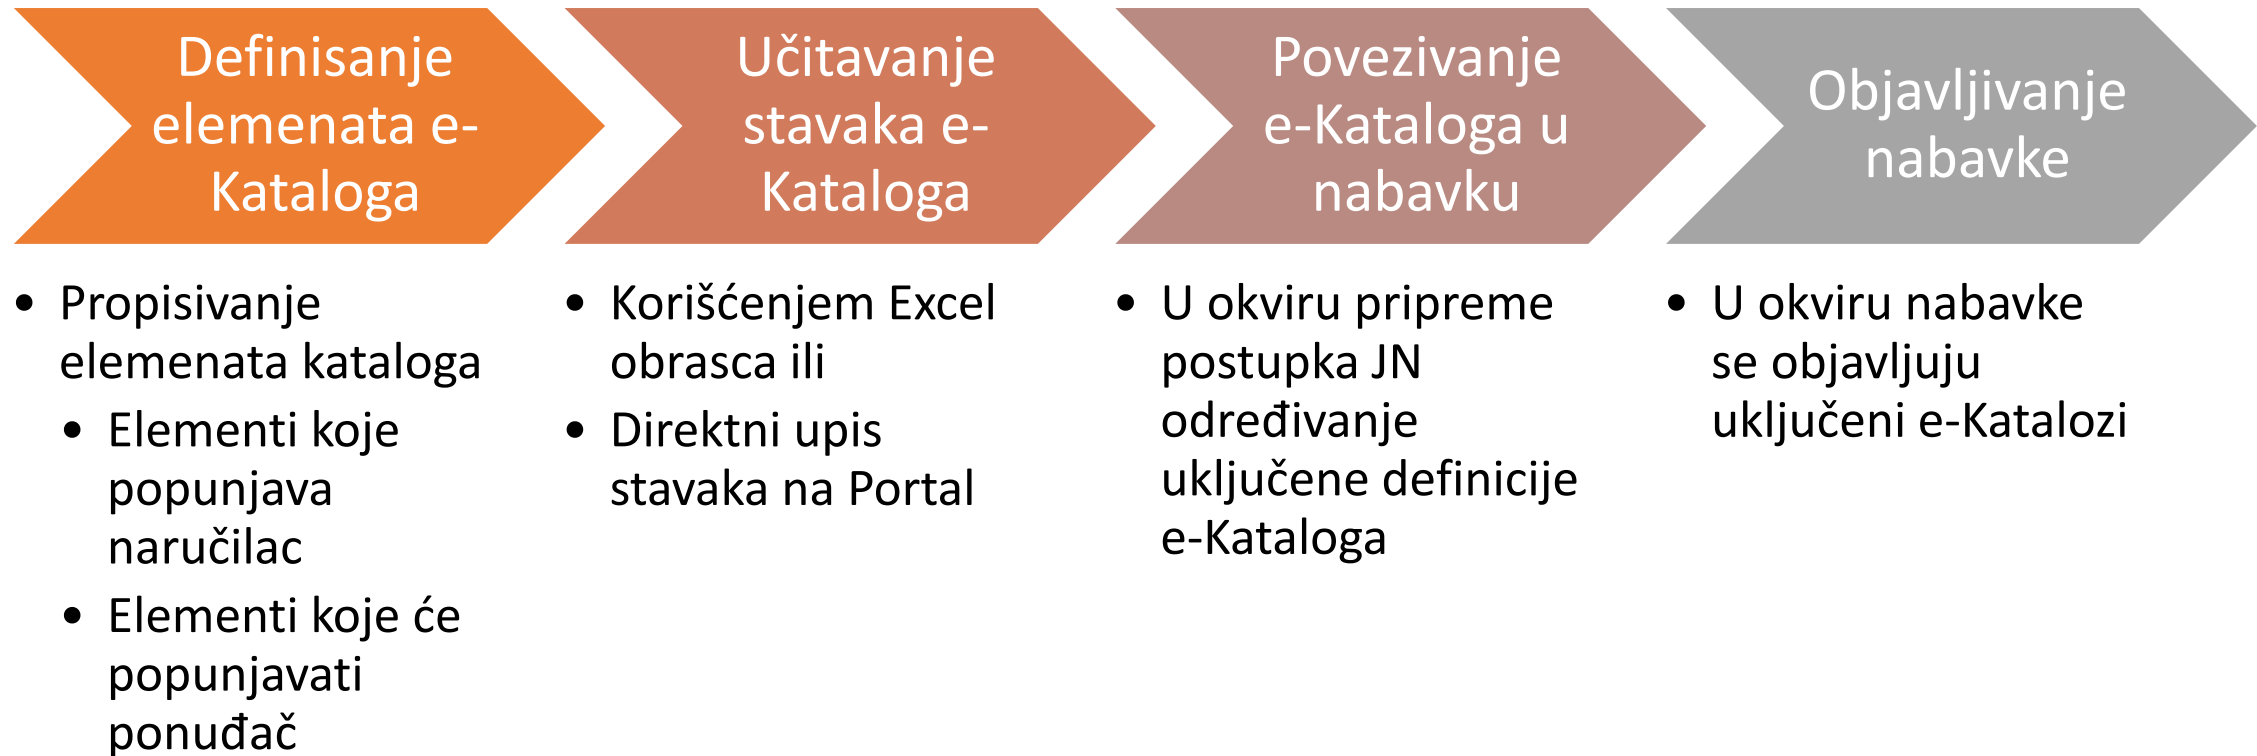 Definisanje
elemenata e-
Kataloga
• Propisivanje
elemenata kataloga
• Elementi koje
popunjava
naručilac
• Elementi koje će
popunjavati
ponuđač
Učitavanje
stavaka e-
Kataloga
• Korišćenjem Excel
obrasca ili
• Direktni upis
stavaka na Portal
Povezivanje
e-Kataloga u
nabavku
• U okviru pripreme
postupka JN
određivanje
uključene definicije
e-Kataloga
Objavljivanje
nabavke
• U okviru nabavke
se objavljuju
uključeni e-Katalozi